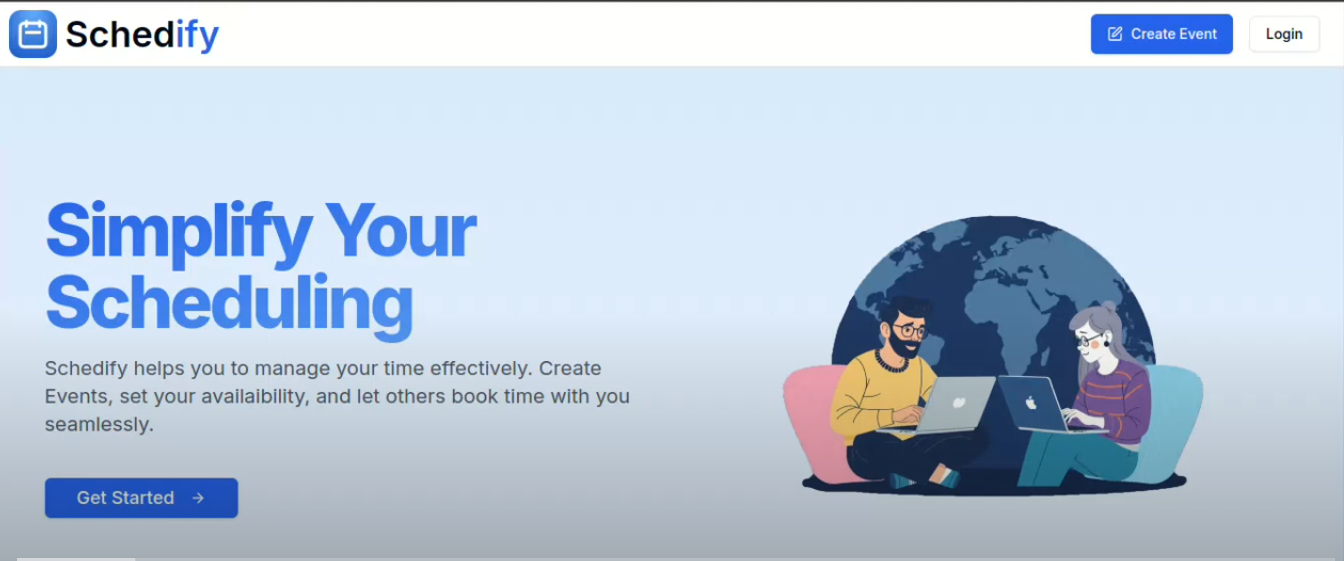 Schedify
Create Event
Login
Simplify Your
Scheduling
Schedify helps you to manage your time effectively. Create
Events, set your availaibility, and let others book time with you
seamlessly.
Get Started